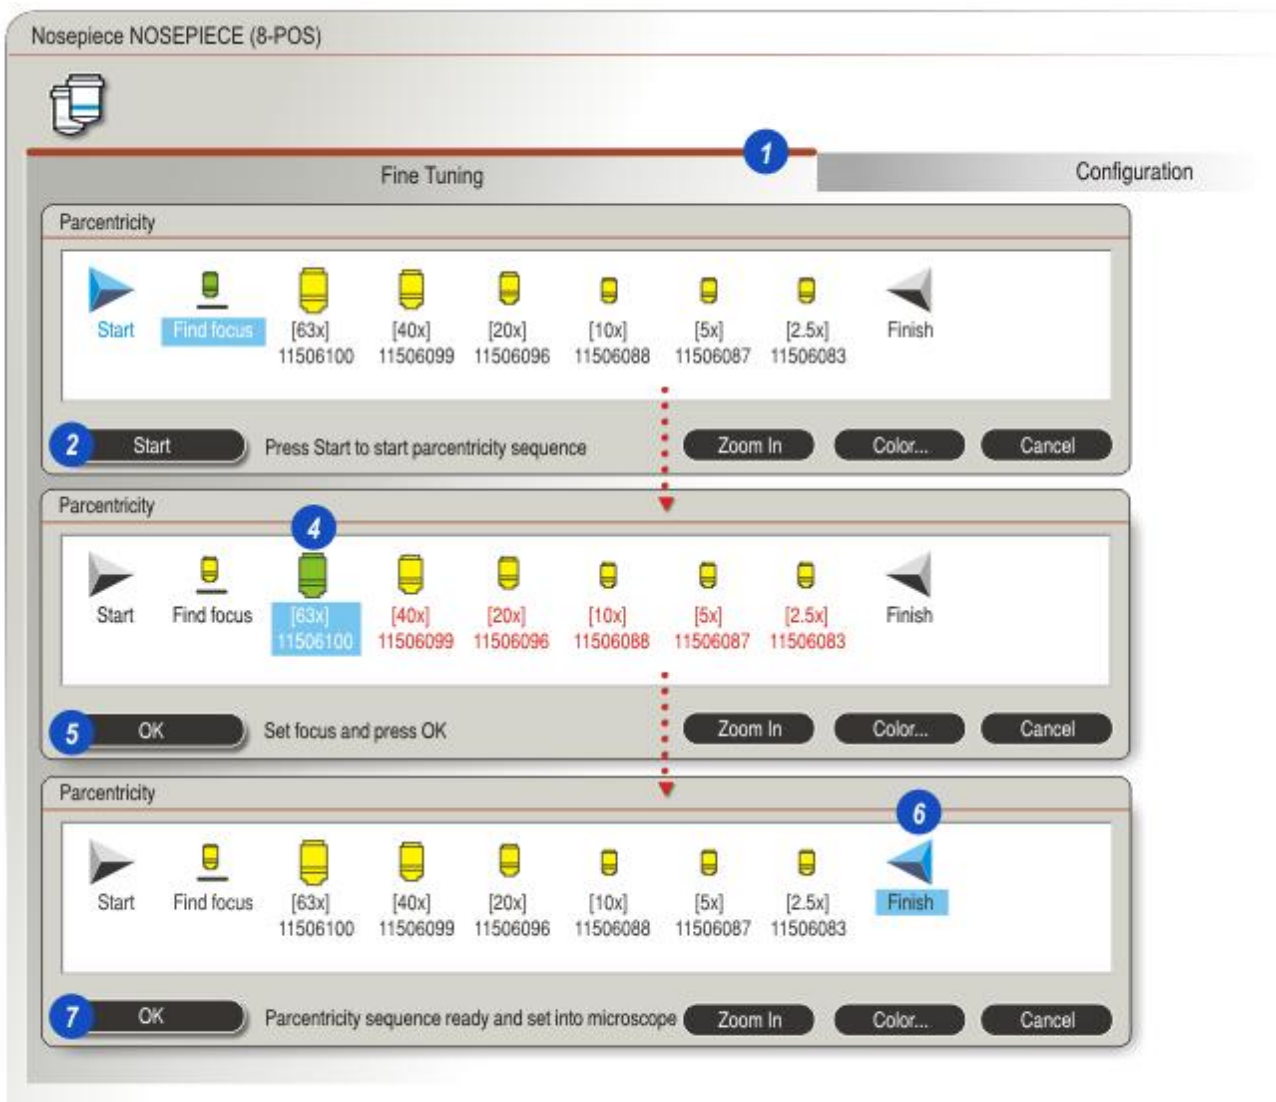 Nosepiece NOSEPIECE (8-POS)
1
Fine Tuning
Configuration
Parcentricity
Start
Find focus
[63x]
11506100
[40x]
11506099
[20x]
11506096
[10x]
11506088
[5x]
11506087
[2.5x]
11506083
Finish
2
Start
Press Start to start parcentricity sequence
Zoom In
Color...
Cancel
Parcentricity
4
Start
Find focus
[63x]
11506100
[40x]
11506099
[20x]
11506096
[10x]
11506088
[5x]
11506087
[2.5x]
11506083
Finish
5
OK
Set focus and press OK
Zoom In
Color...
Cancel
Parcentricity
6
Start
Find focus
[63x]
11506100
[40x]
11506099
[20x]
11506096
[10x]
11506088
[5x]
11506087
[2.5x]
11506083
Finish
7
OK
Parcentricity sequence ready and set into microscope
Zoom In
Color...
Cancel